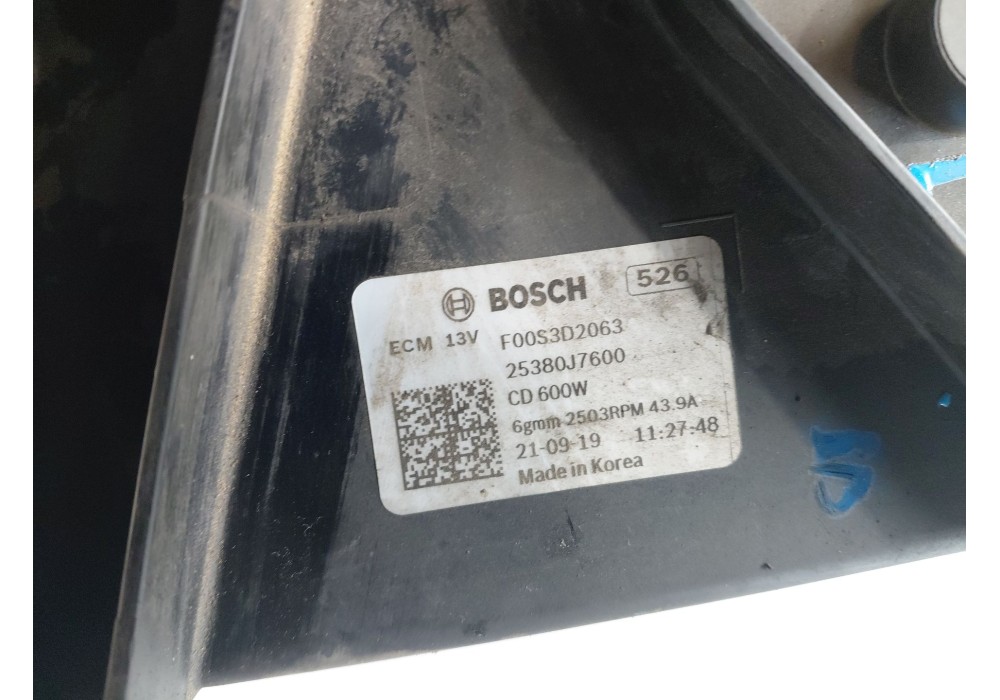 BOSCH 526
ECM 13V F00S3D2063
25380J7600
CD 600W
6gmm 2503RPM 43.9A
21-09-19 11:27:48
Made in Korea
5